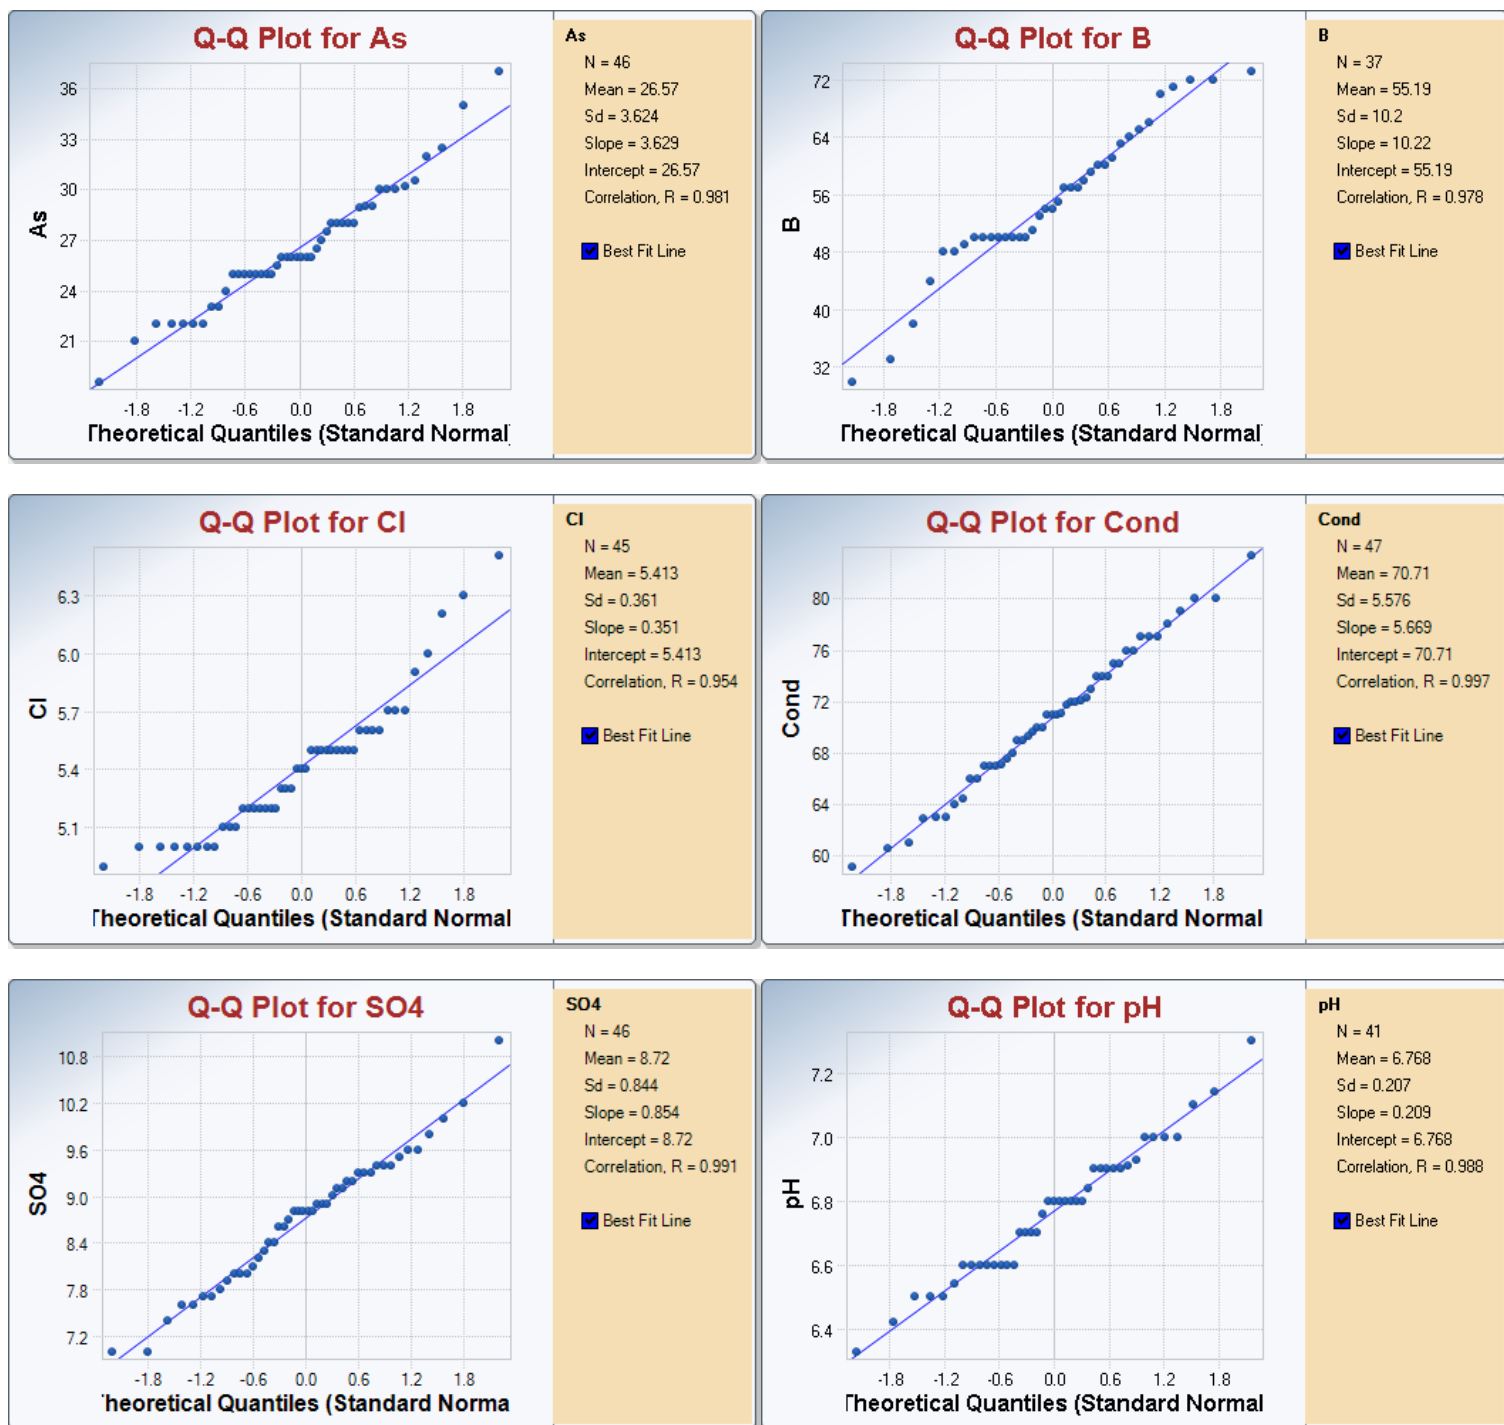 Q-Q Plot for As
As
36
33
30
27
24
21
-1.8 -1.2 -0.6 0.0 0.6 1.2 1.8
Theoretical Quantiles (Standard Normal)
As
N = 46
Mean = 26.57
Sd = 3.624
Slope = 3.629
Intercept = 26.57
Correlation, R = 0.981
Best Fit Line
Q-Q Plot for B
B
72
64
56
48
40
32
-1.8 -1.2 -0.6 0.0 0.6 1.2 1.8
Theoretical Quantiles (Standard Normal)
B
N = 37
Mean = 55.19
Sd = 10.2
Slope = 10.22
Intercept = 55.19
Correlation, R = 0.978
Best Fit Line
Q-Q Plot for Cl
Cl
6.3
6.0
5.7
5.4
5.1
-1.8 -1.2 -0.6 0.0 0.6 1.2 1.8
Theoretical Quantiles (Standard Normal
Cl
N = 45
Mean = 5.413
Sd = 0.361
Slope = 0.351
Intercept = 5.413
Correlation, R = 0.954
Best Fit Line
Q-Q Plot for Cond
Cond
80
76
72
68
64
60
-1.8 -1.2 -0.6 0.0 0.6 1.2 1.8
Theoretical Quantiles (Standard Normal
Cond
N = 47
Mean = 70.71
Sd = 5.576
Slope = 5.669
Intercept = 70.71
Correlation, R = 0.997
Best Fit Line
Q-Q Plot for SO4
SO4
10.8
10.2
9.6
9.0
8.4
7.8
7.2
-1.8 -1.2 -0.6 0.0 0.6 1.2 1.8
heoretical Quantiles (Standard Norma
SO4
N = 46
Mean = 8.72
Sd = 0.844
Slope = 0.854
Intercept = 8.72
Correlation, R = 0.991
Best Fit Line
Q-Q Plot for pH
pH
7.2
7.0
6.8
6.6
6.4
-1.8 -1.2 -0.6 0.0 0.6 1.2 1.8
Theoretical Quantiles (Standard Normal
pH
N = 41
Mean = 6.768
Sd = 0.207
Slope = 0.209
Intercept = 6.768
Correlation, R = 0.988
Best Fit Line